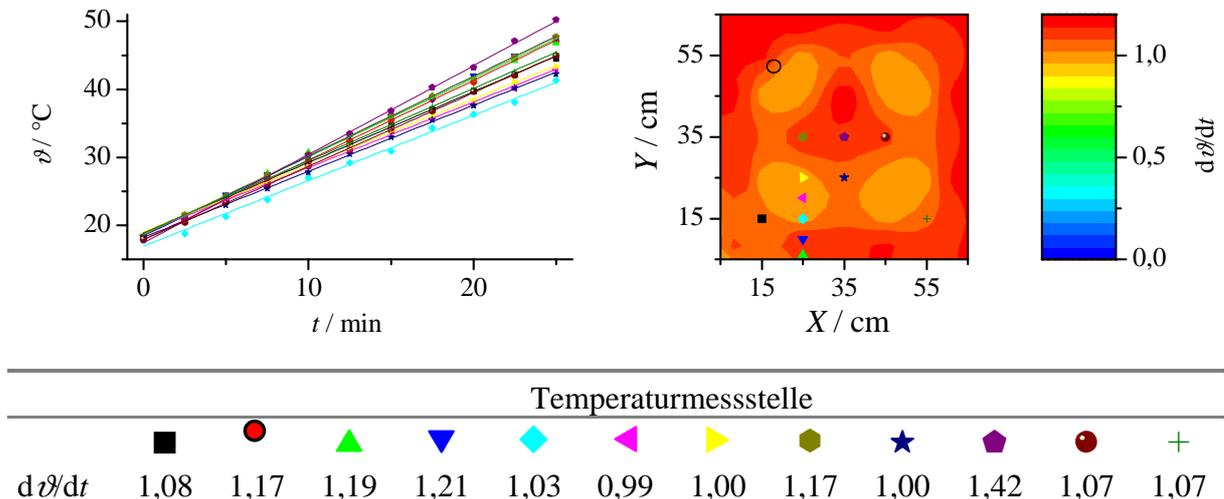 50
40
30
20
ϑ / °C
0
10
20
t / min
55
35
15
Y / cm
15
35
55
X / cm
1,0
0,5
0,0
dϑ/dt
Temperaturmessstelle
dϑ/dt 1,08 1,17 1,19 1,21 1,03 0,99 1,00 1,17 1,00 1,42 1,07 1,07